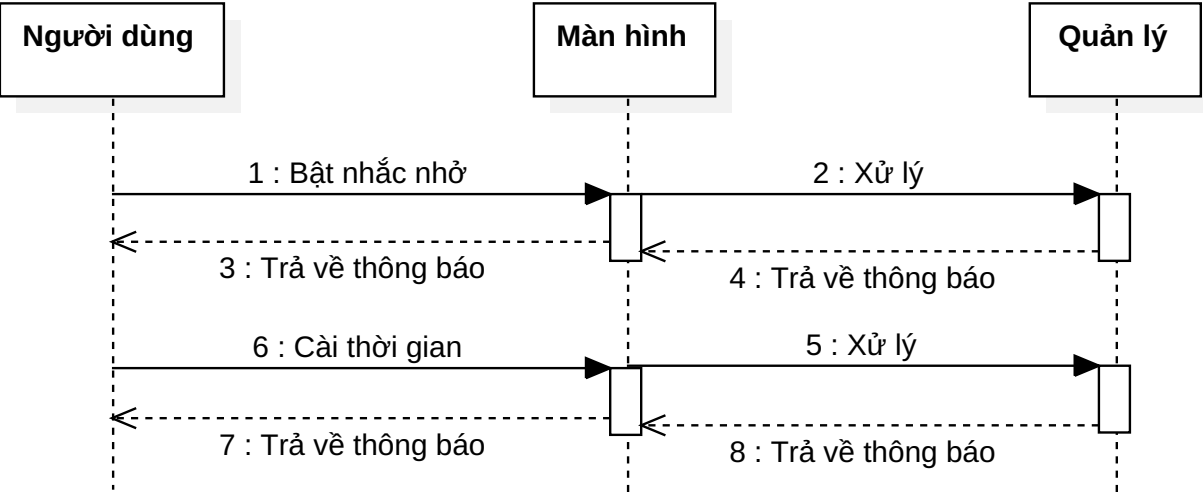 Người dùng
Màn hình
Quản lý
1 : Bật nhắc nhở
2 : Xử lý
3 : Trả về thông báo
4 : Trả về thông báo
6 : Cài thời gian
5 : Xử lý
7 : Trả về thông báo
8 : Trả về thông báo